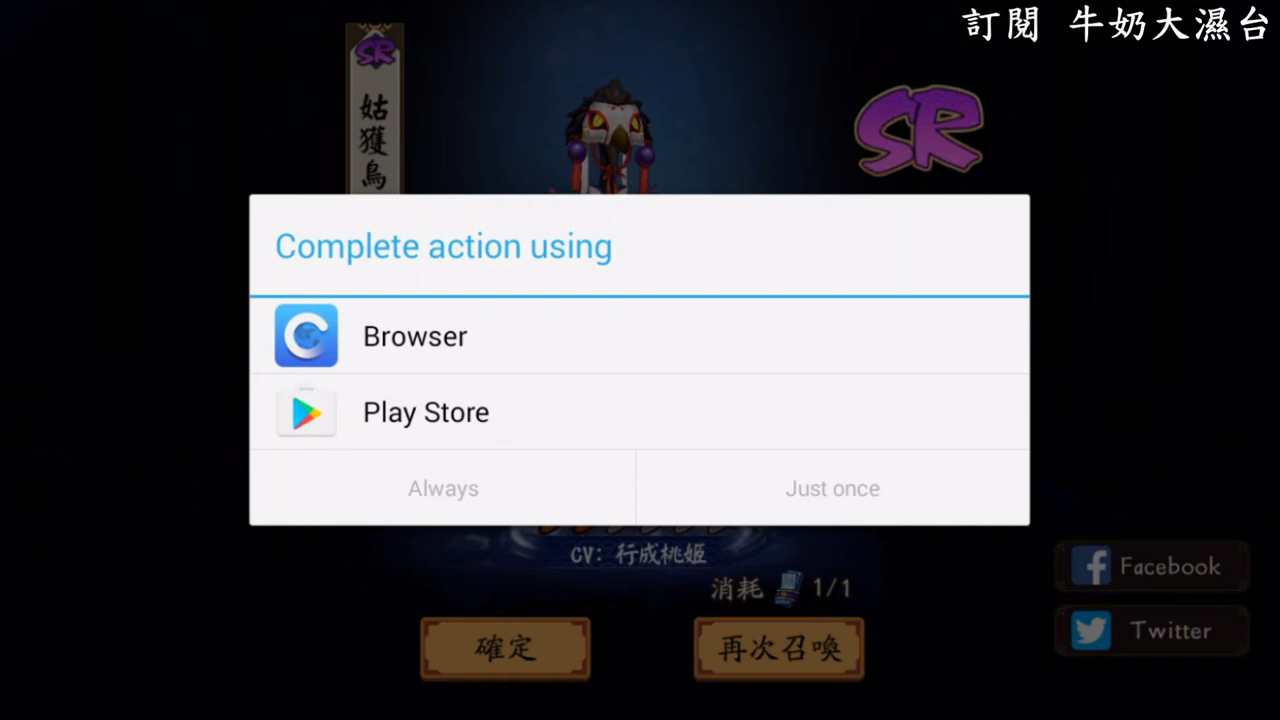 訂閱 牛奶大濕台
SR
姑獲鳥
SR
Complete action using
Browser
Play Store
Always
Just once
CV: 行成桃姬
消耗 1/1
確定
再次召喚
Facebook
Twitter